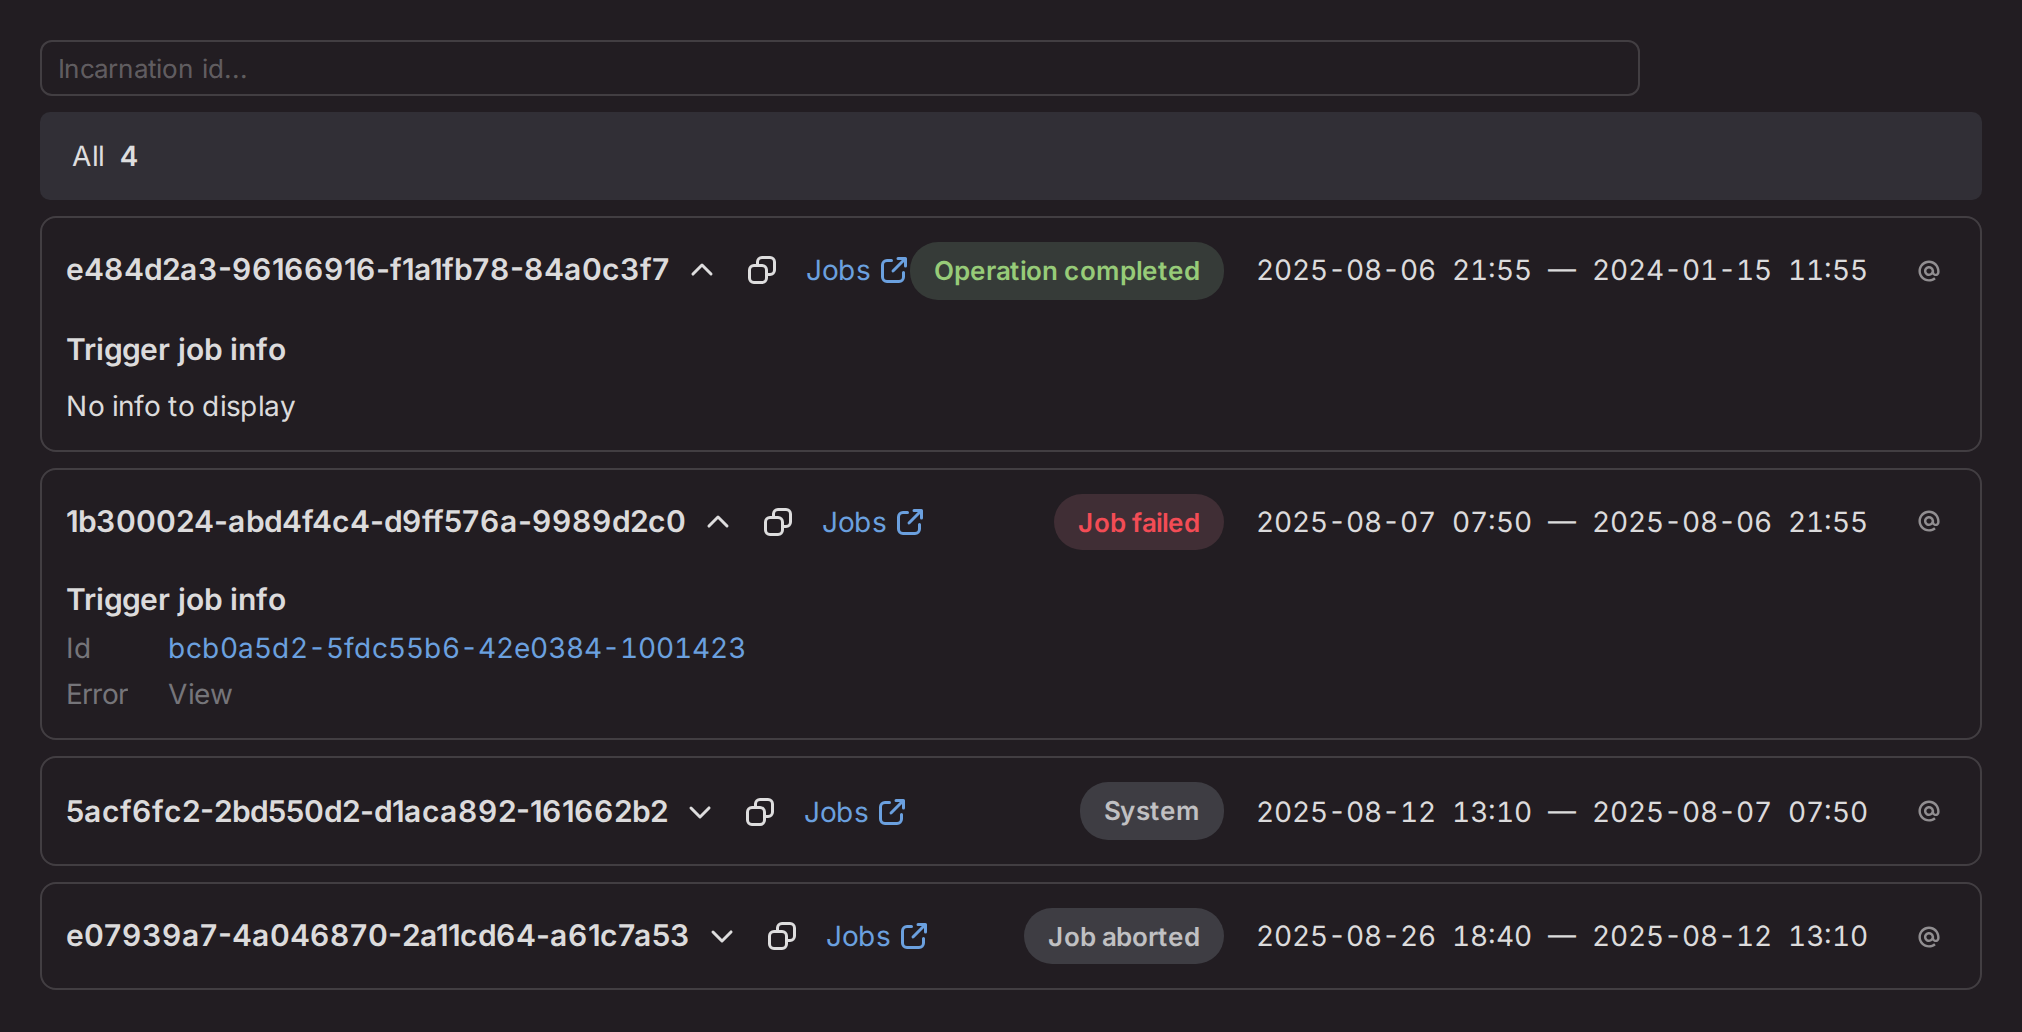 Incarnation id...
All 4
e484d2a3-96166916-f1a1fb78-84a0c3f7 Jobs Operation completed 2025-08-06 21:55 — 2024-01-15 11:55 @
Trigger job info
No info to display
1b300024-abd4f4c4-d9ff576a-9989d2c0 Jobs Job failed 2025-08-07 07:50 — 2025-08-06 21:55 @
Trigger job info
Id bcb0a5d2-5fdc55b6-42e0384-1001423
Error View
5acf6fc2-2bd550d2-d1aca892-161662b2 Jobs System 2025-08-12 13:10 — 2025-08-07 07:50 @
e07939a7-4a046870-2a11cd64-a61c7a53 Jobs Job aborted 2025-08-26 18:40 — 2025-08-12 13:10 @